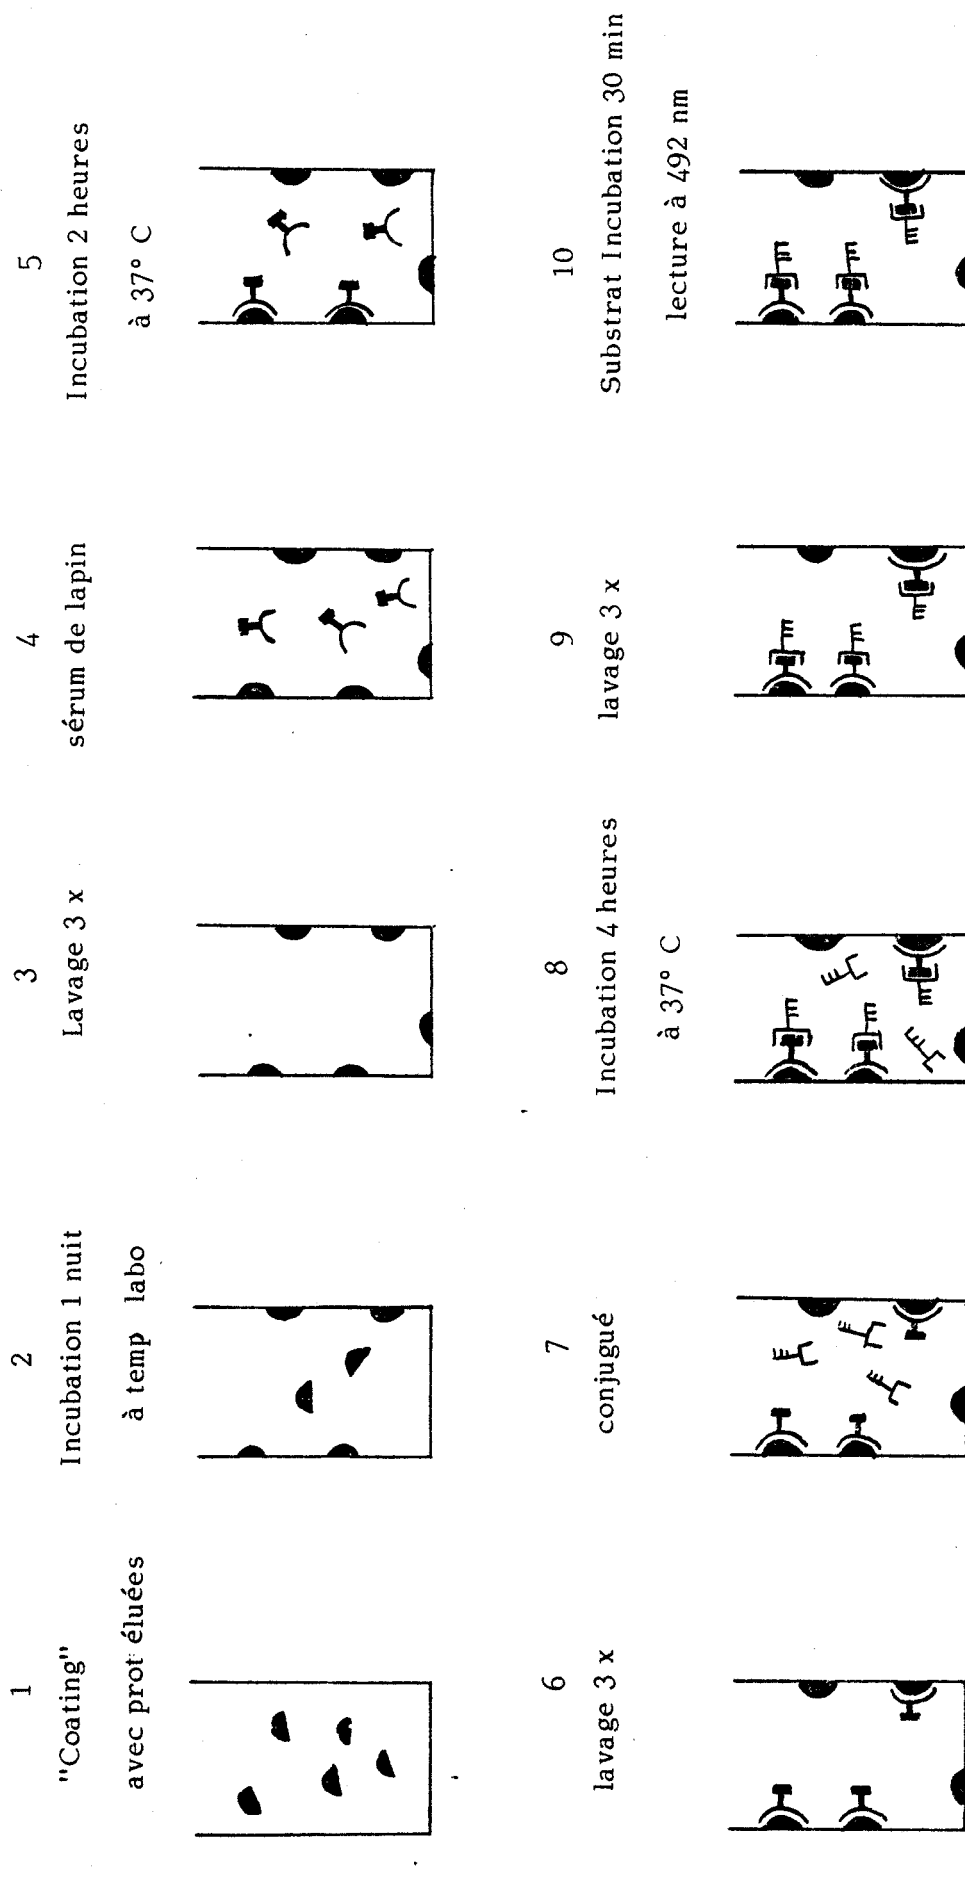 1
"Coating"
avec prot éluées
2
Incubation 1 nuit
à temp labo
3
Lavage 3 x
4
sérum de lapin
5
Incubation 2 heures
à 37° C
6
lavage 3 x
7
conjugué
8
Incubation 4 heures
à 37° C
9
lavage 3 x
10
Substrat Incubation 30 min
lecture à 492 nm